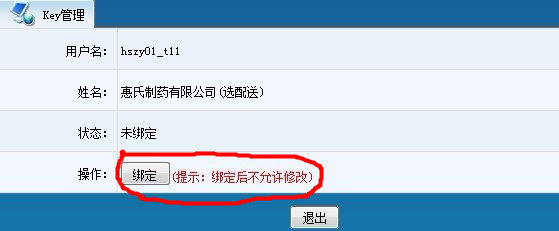 Key管理
用户名: hszy01_t11
姓名: 惠氏制药有限公司(选配送)
状态: 未绑定
操作: 绑定 (提示: 绑定后不允许修改)
退出